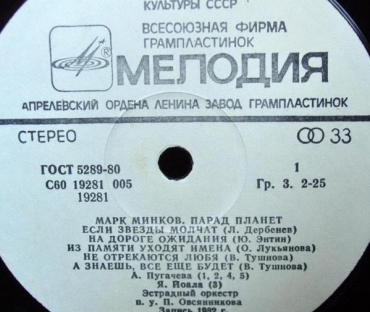 КУЛЬТУРЫ СССР
ВСЕСОЮЗНАЯ ФИРМА
ГРАМПЛАСТИНОК
МЕЛОДИЯ
АПРЕЛЕВСКИЙ ОРДЕНА ЛЕНИНА ЗАВОД ГРАМПЛАСТИНОК
СТЕРЕО
33
ГОСТ 5289-80
1
С60 19281 005
Гр. 3. 2-25
19281
МАРК МИНКОВ. ПАРАД ПЛАНЕТ
ЕСЛИ ЗВЕЗДЫ МОЛЧАТ (Л. Дербенев)
НА ДОРОГЕ ОЖИДАНИЯ (Ю. Энтин)
ИЗ ПАМЯТИ УХОДЯТ ИМЕНА (О. Лукьянова)
НЕ ОТРЕКАЮТСЯ ЛЮБЯ (В. Тушнова)
А ЗНАЕШЬ, ВСЕ ЕЩЕ БУДЕТ (В. Тушнова)
А. Пугачева (1, 2, 4, 5)
Я. Йоала (3)
Эстрадный оркестр
п. у. П. Овсянникова
Запись 1982 г.